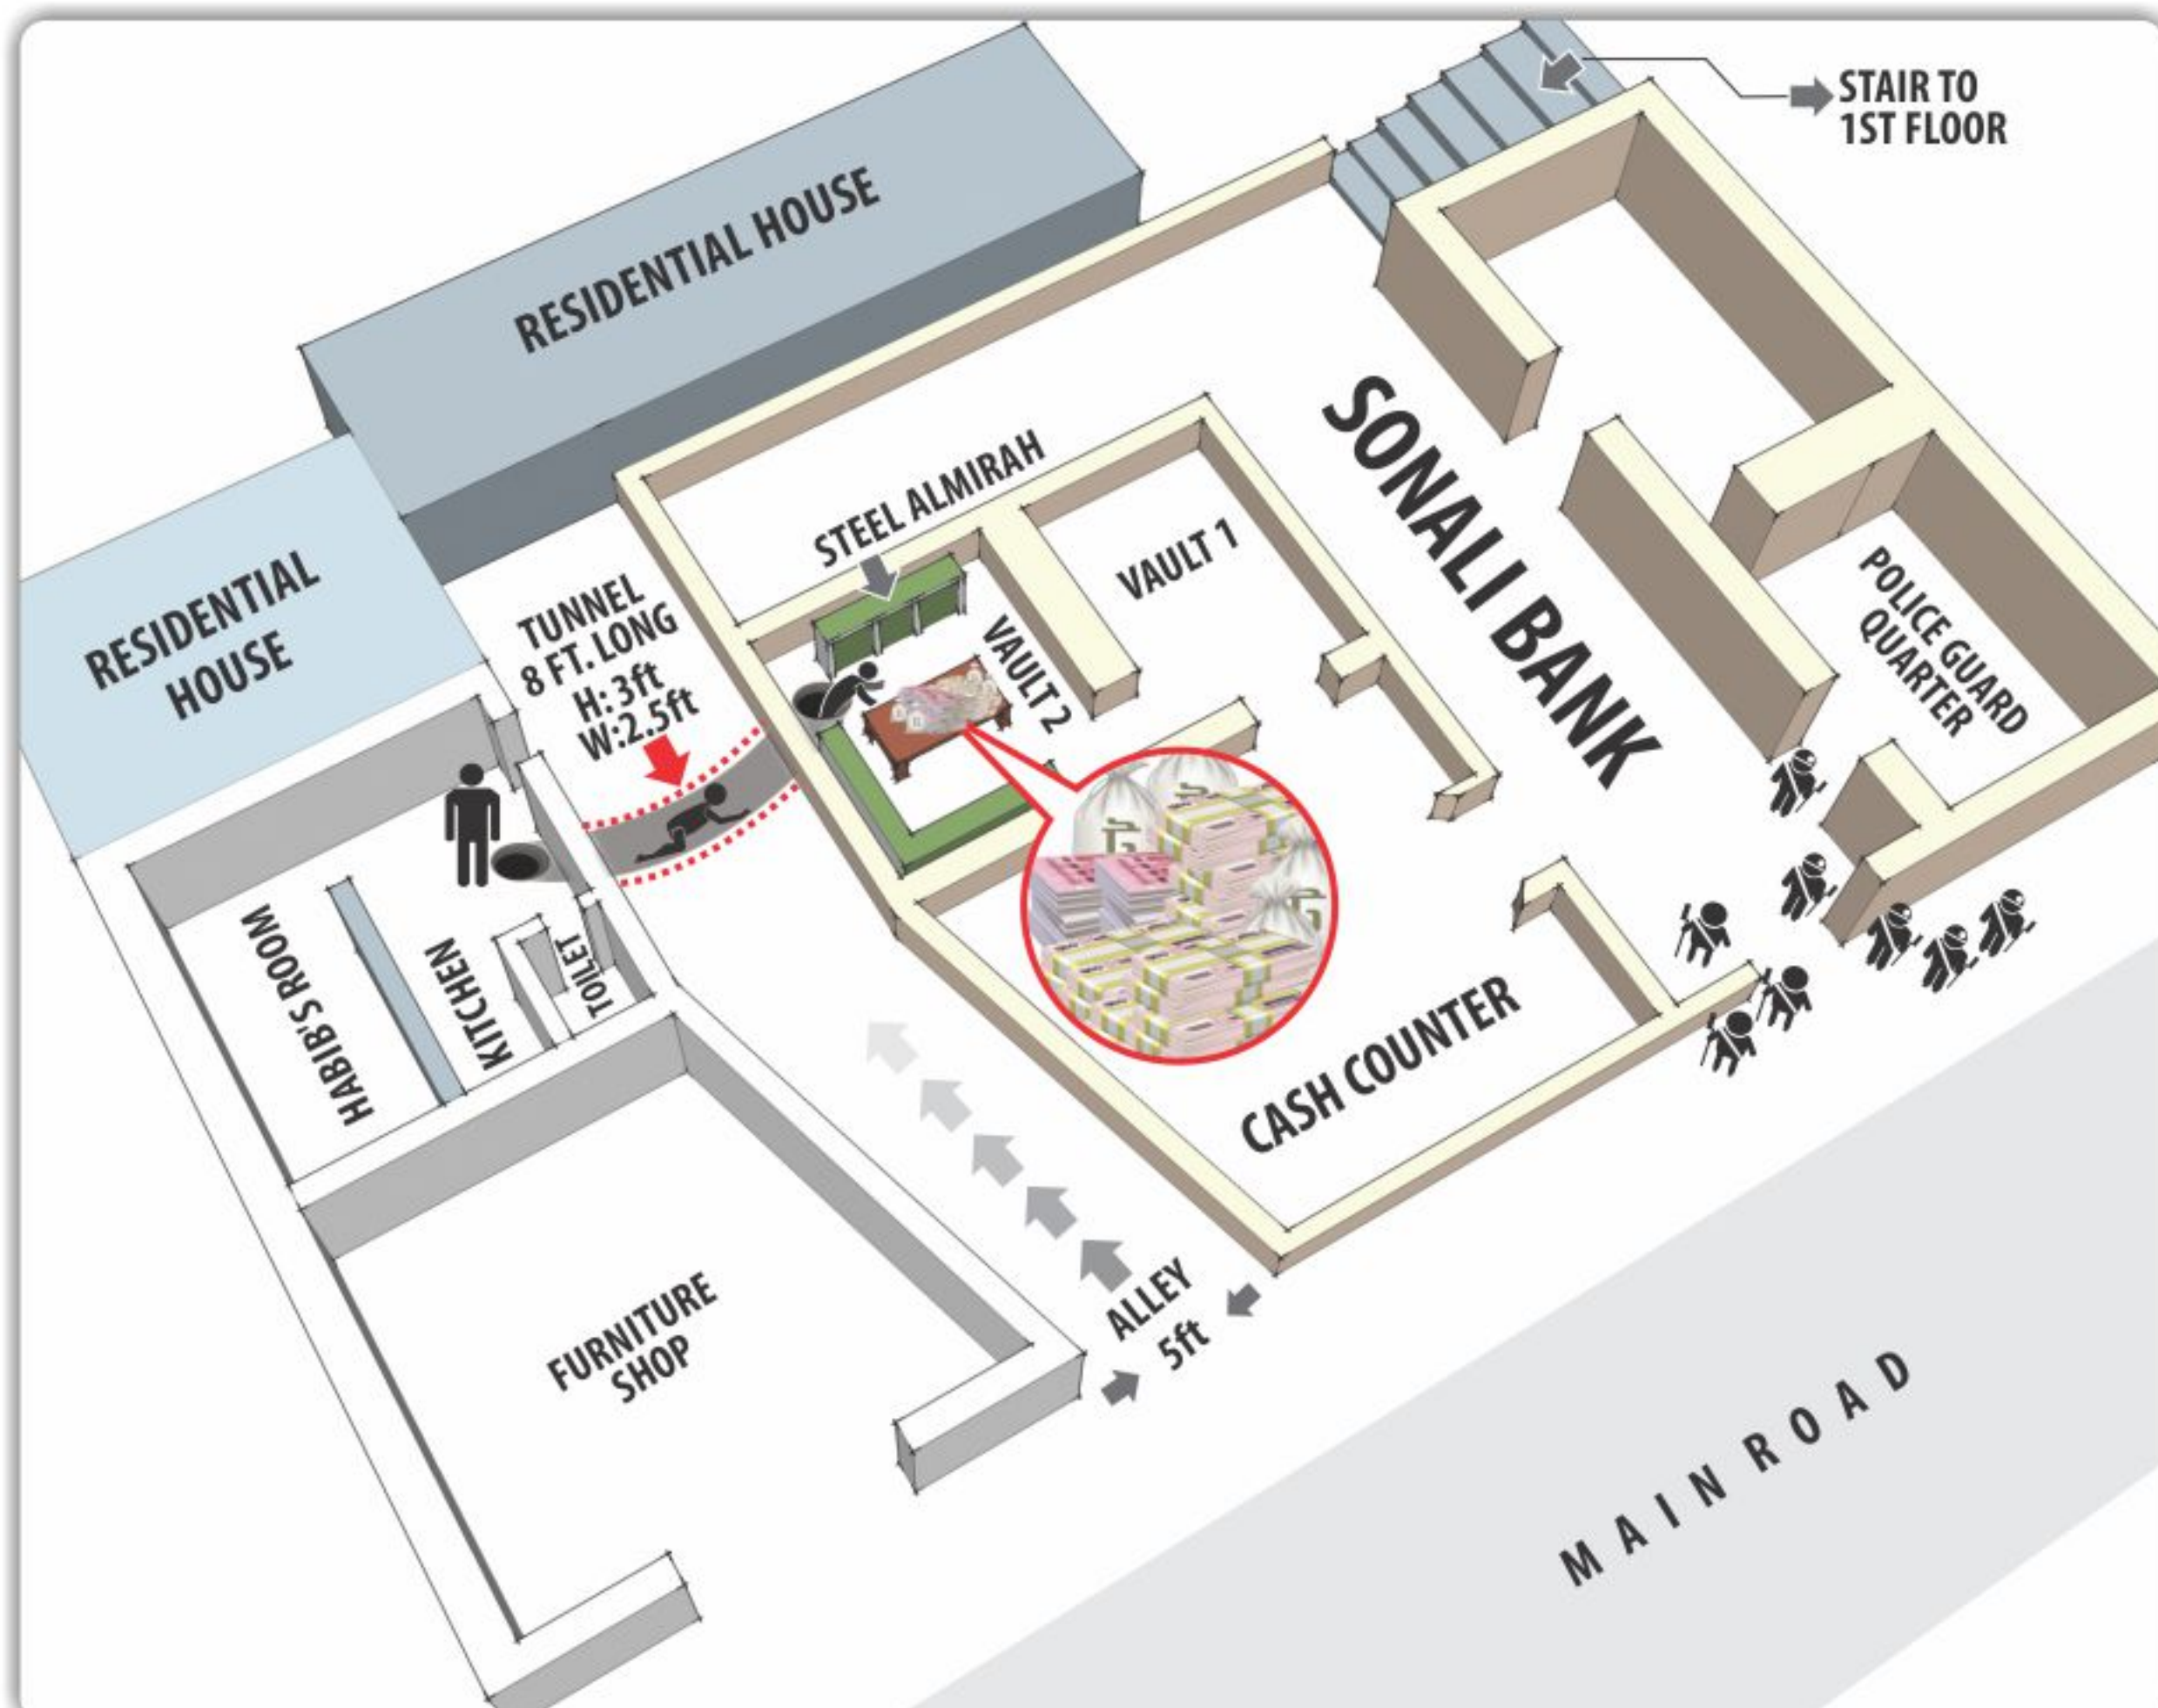 STAIR TO
1ST FLOOR
RESIDENTIAL HOUSE
RESIDENTIAL
HOUSE
STEEL ALMIRAH
TUNNEL
8 FT. LONG
H: 3ft
W:2.5ft
VAULT 1
VAULT 2
SONALI BANK
POLICE GUARD
QUARTER
HABIB'S ROOM
KITCHEN
TOILET
CASH COUNTER
FURNITURE
SHOP
ALLEY
5ft
MAIN ROAD